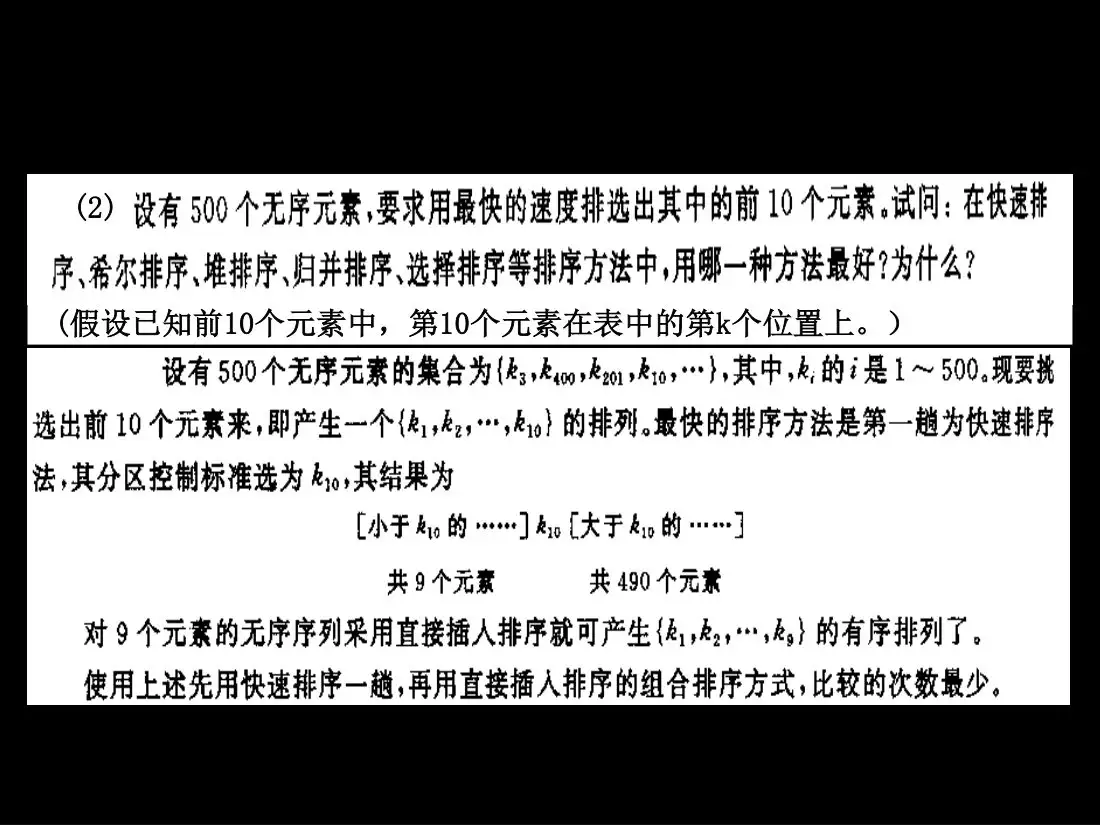 (2) 设有 500 个无序元素,要求用最快的速度排选出其中的前 10 个元素。试问：在快速排
序、希尔排序、堆排序、归并排序、选择排序等排序方法中,用哪一种方法最好?为什么?
(假设已知前10个元素中，第10个元素在表中的第k个位置上。)
设有 500 个无序元素的集合为{k₃,k₄₀₀,k₂₀₁,k₁₀,…},其中,kᵢ 的 i 是 1～500。现要挑
选出前 10 个元素来,即产生一个{k₁,k₂,…,k₁₀} 的排列。最快的排序方法是第一趟为快速排序
法,其分区控制标准选为 k₁₀,其结果为
[小于 k₁₀ 的 ……] k₁₀ [大于 k₁₀ 的 ……]
共 9 个元素 共 490 个元素
对 9 个元素的无序序列采用直接插入排序就可产生{k₁,k₂,…,k₉} 的有序排列了。
使用上述先用快速排序一趟,再用直接插入排序的组合排序方式,比较的次数最少。